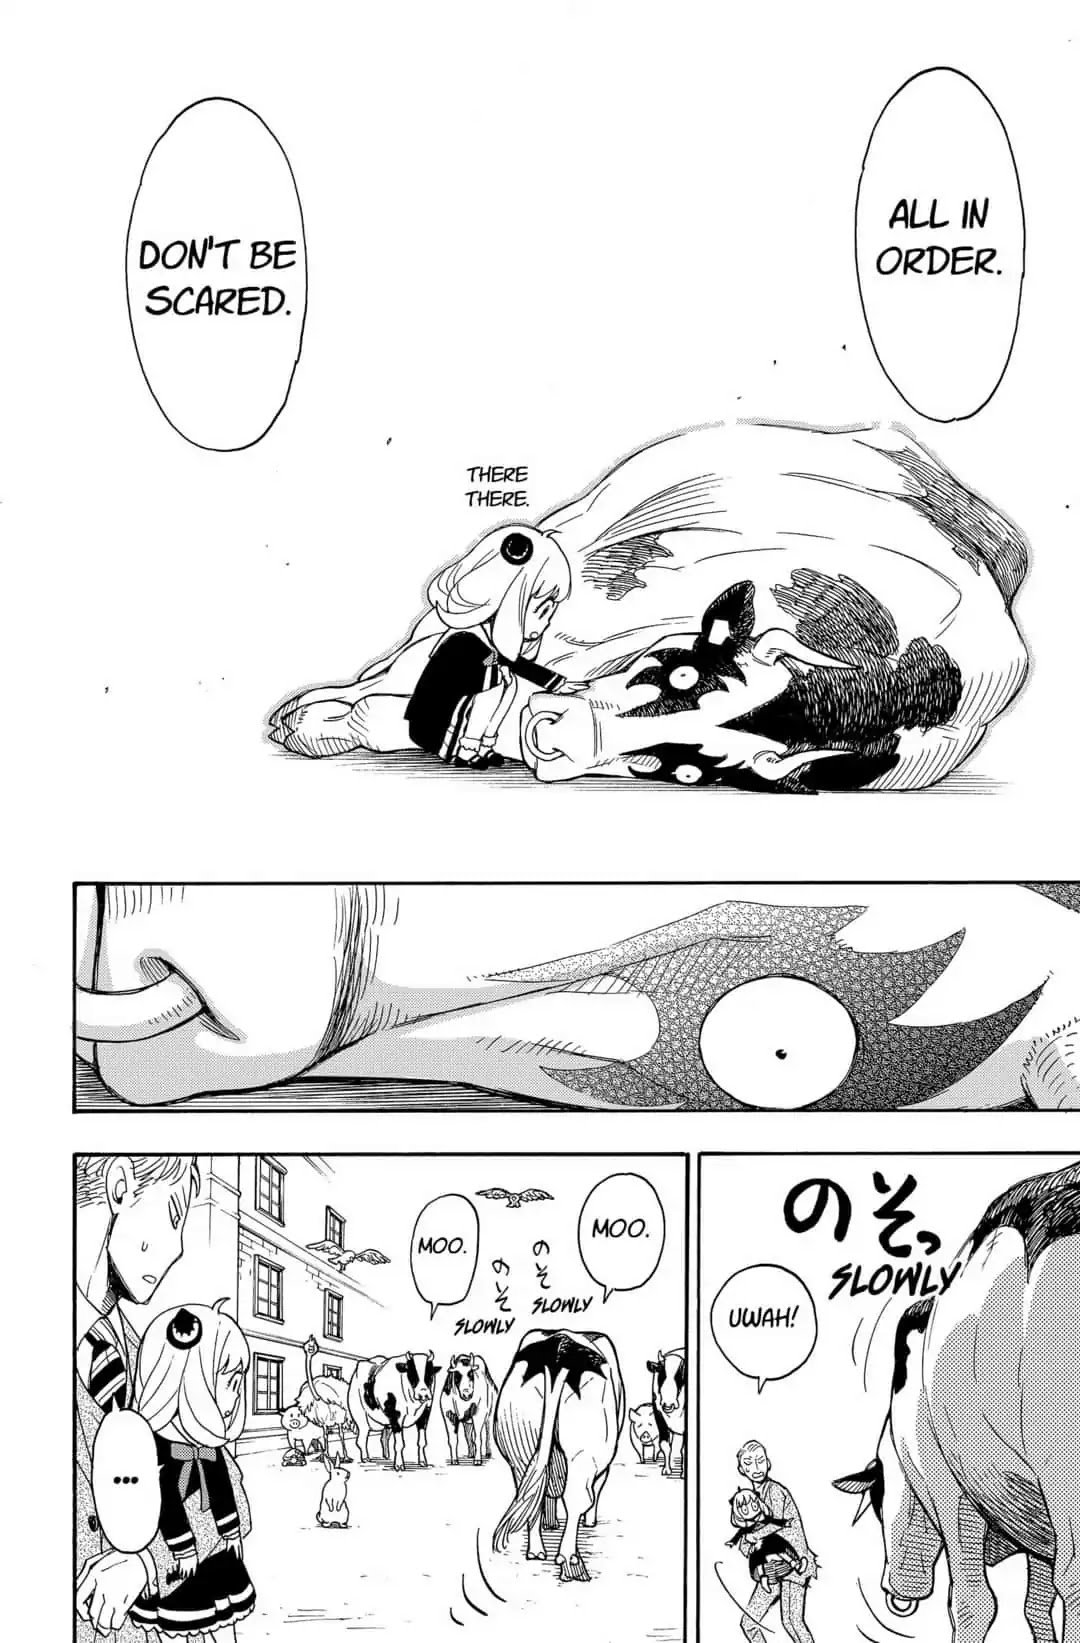 ALL IN
ORDER.
DON'T BE
SCARED.
THERE
THERE.
のそっ
SLOWLY
UWAH!
MOO.
のそ
SLOWLY
のそ
SLOWLY
MOO.
...